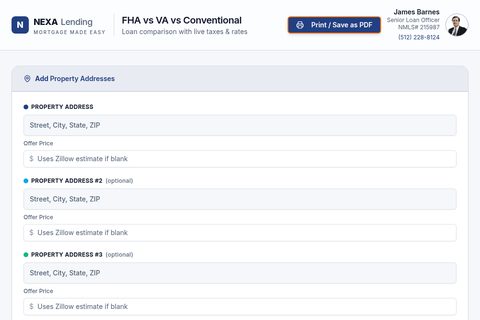 N
NEXA Lending
MORTGAGE MADE EASY
FHA vs VA vs Conventional
Loan comparison with live taxes & rates
Print / Save as PDF
James Barnes
Senior Loan Officer
NMLS# 215987
(512) 228-8124
Add Property Addresses
PROPERTY ADDRESS
Street, City, State, ZIP
Offer Price
$ Uses Zillow estimate if blank
PROPERTY ADDRESS #2 (optional)
Street, City, State, ZIP
Offer Price
$ Uses Zillow estimate if blank
PROPERTY ADDRESS #3 (optional)
Street, City, State, ZIP
Offer Price
$ Uses Zillow estimate if blank